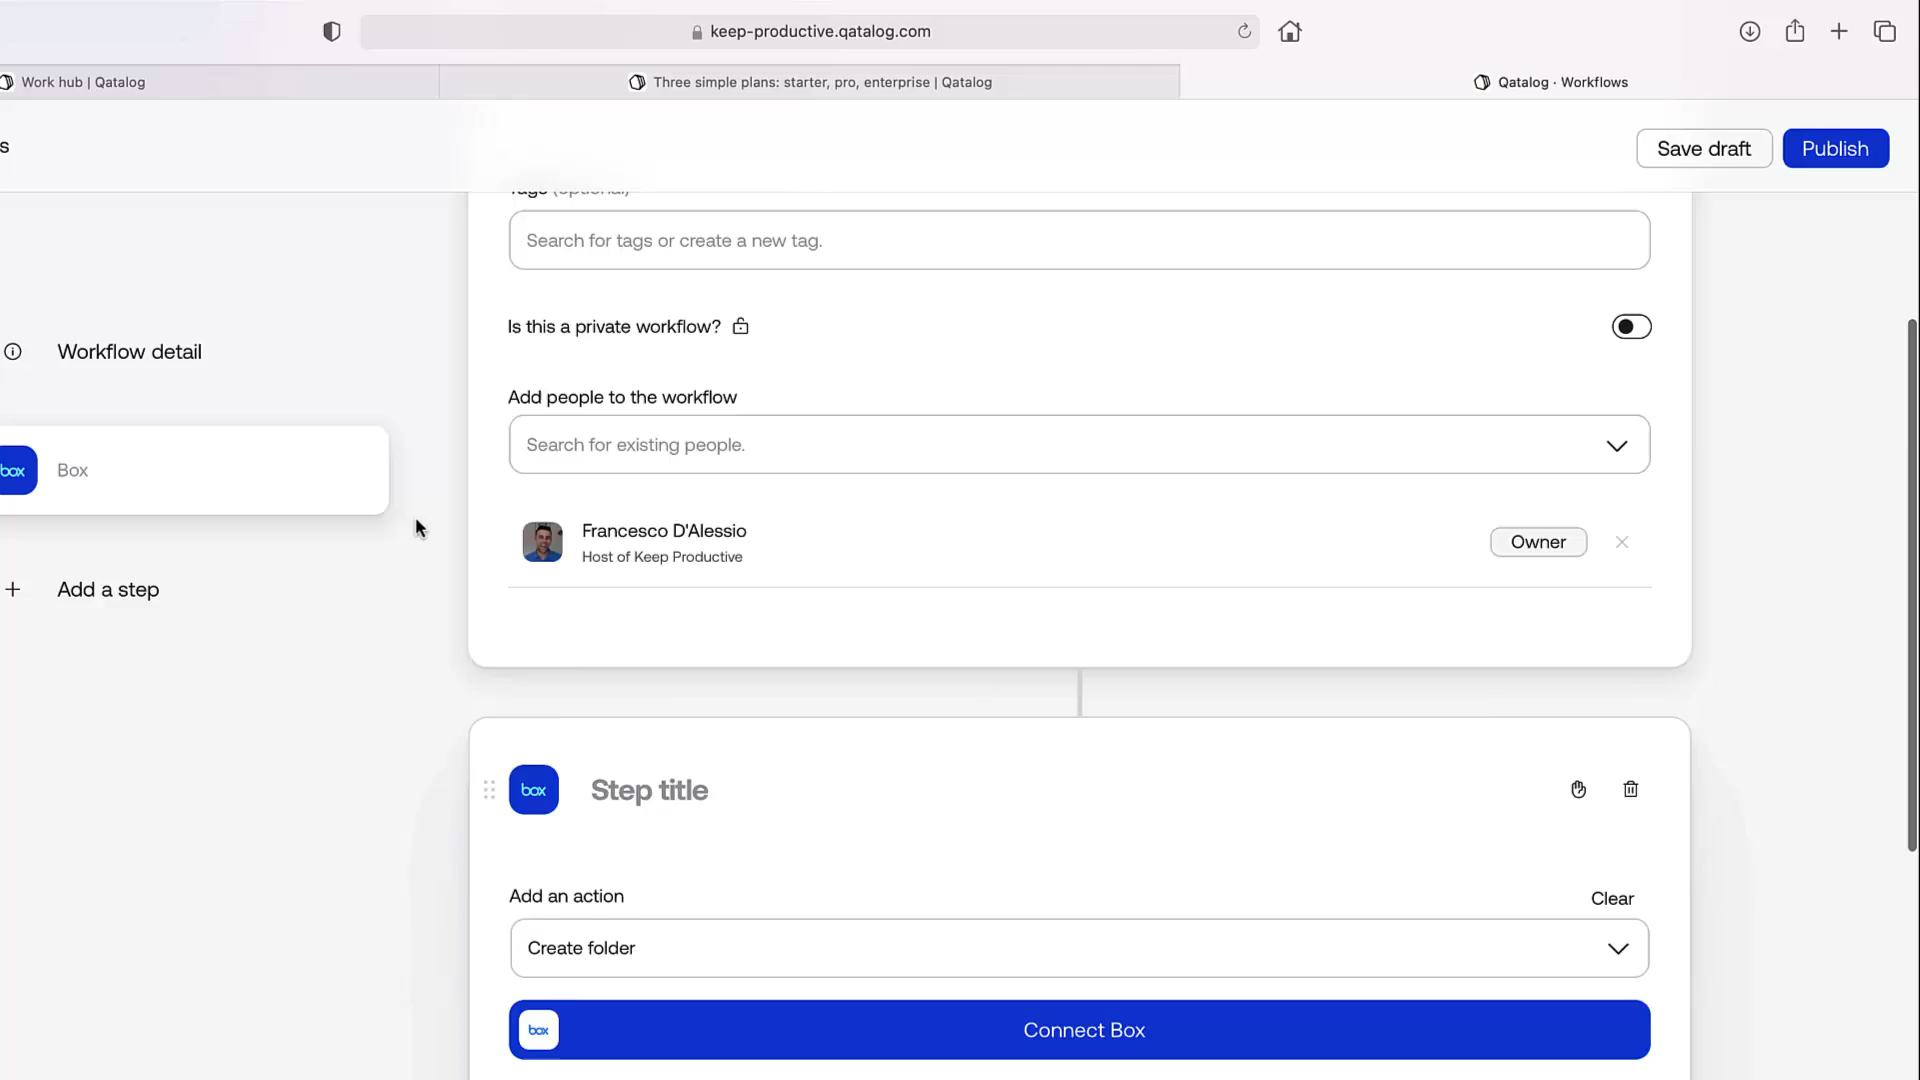 keep-productive.qatalog.com
Work hub | Qatalog
Three simple plans: starter, pro, enterprise | Qatalog
Qatalog · Workflows
s
Save draft
Publish
Tags (optional)
Search for tags or create a new tag.
Is this a private workflow?
Workflow detail
Add people to the workflow
Search for existing people.
box
Box
Francesco D'Alessio
Host of Keep Productive
Owner
Add a step
box
Step title
Add an action
Clear
Create folder
box
Connect Box